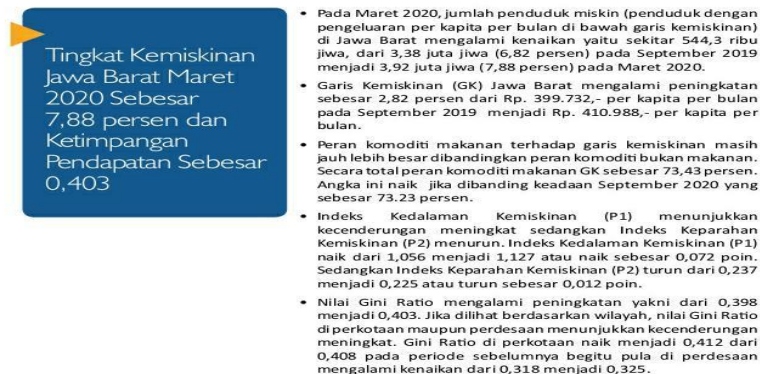 Tingkat Kemiskinan
Jawa Barat Maret
2020 Sebesar
7,88 persen dan
Ketimpangan
Pendapatan Sebesar
0,403
• Pada Maret 2020, jumlah penduduk miskin (penduduk dengan
pengeluaran per kapita per bulan di bawah garis kemiskinan)
di Jawa Barat mengalami kenaikan yaitu sekitar 544,3 ribu
jiwa, dari 3,38 juta jiwa (6,82 persen) pada September 2019
menjadi 3,92 juta jiwa (7,88 persen) pada Maret 2020.
• Garis Kemiskinan (GK) Jawa Barat mengalami peningkatan
sebesar 2,82 persen dari Rp. 399.732,- per kapita per bulan
pada September 2019 menjadi Rp. 410.988,- per kapita per
bulan.
• Peran komoditi makanan terhadap garis kemiskinan masih
jauh lebih besar dibandingkan peran komoditi bukan makanan.
Secara total peran komoditi makanan GK sebesar 73,43 persen.
Angka ini naik jika dibanding keadaan September 2020 yang
sebesar 73.23 persen.
• Indeks Kedalaman Kemiskinan (P1) menunjukkan
kecenderungan meningkat sedangkan Indeks Keparahan
Kemiskinan (P2) menurun. Indeks Kedalaman Kemiskinan (P1)
naik dari 1,056 menjadi 1,127 atau naik sebesar 0,072 poin.
Sedangkan Indeks Keparahan Kemiskinan (P2) turun dari 0,237
menjadi 0,225 atau turun sebesar 0,012 poin.
• Nilai Gini Ratio mengalami peningkatan yakni dari 0,398
menjadi 0,403. Jika dilihat berdasarkan wilayah, nilai Gini Ratio
di perkotaan maupun perdesaan menunjukkan kecenderungan
meningkat. Gini Ratio di perkotaan naik menjadi 0,412 dari
0,408 pada periode sebelumnya begitu pula di perdesaan
mengalami kenaikan dari 0,318 menjadi 0,325.